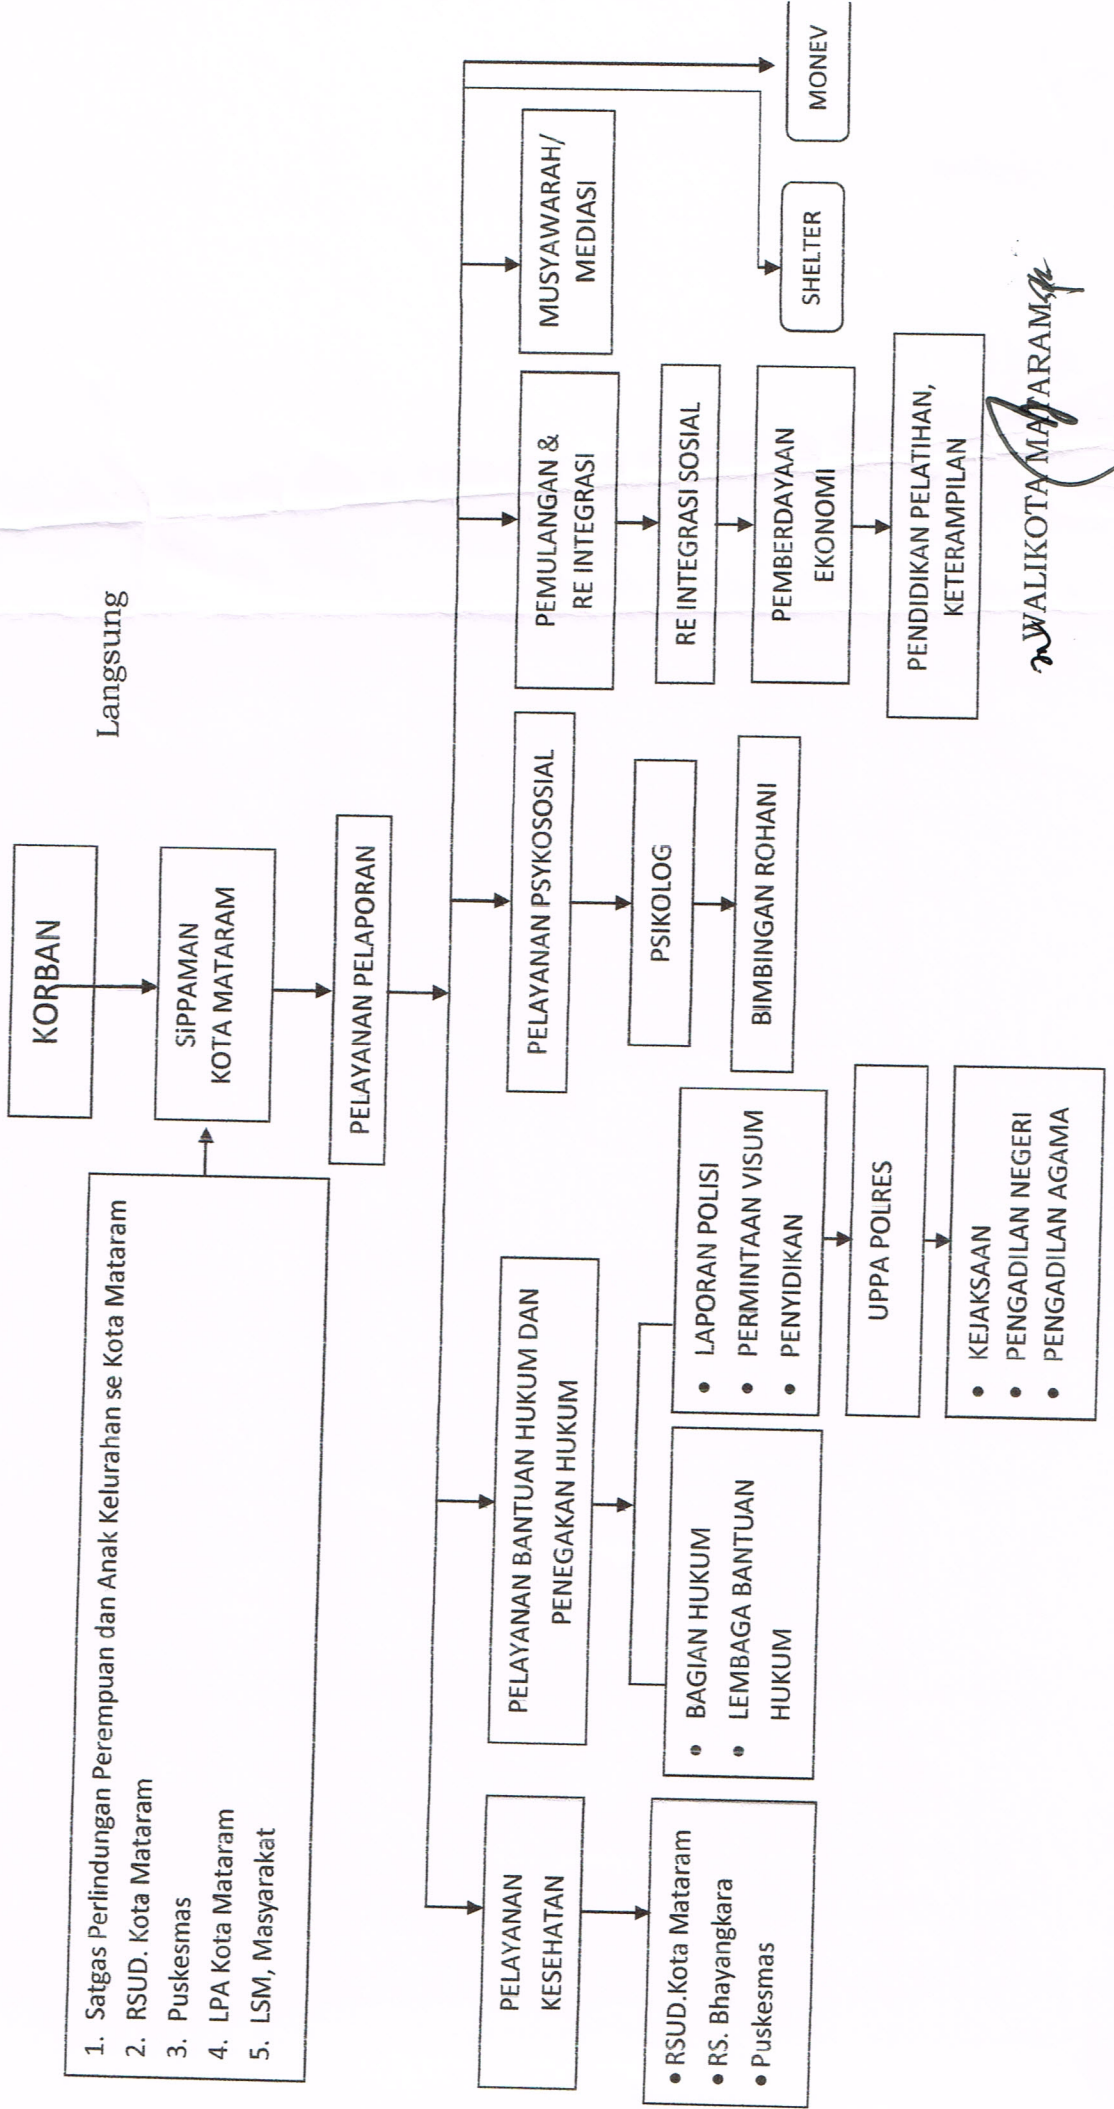 KORBAN
Langsung
1. Satgas Perlindungan Perempuan dan Anak Kelurahan se Kota Mataram
2. RSUD. Kota Mataram
3. Puskesmas
4. LPA Kota Mataram
5. LSM, Masyarakat
SiPPAMAN
KOTA MATARAM
PELAYANAN PELAPORAN
PELAYANAN
KESEHATAN
• RSUD.Kota Mataram
• RS. Bhayangkara
• Puskesmas
PELAYANAN BANTUAN HUKUM DAN
PENEGAKAN HUKUM
• BAGIAN HUKUM
• LEMBAGA BANTUAN
HUKUM
• LAPORAN POLISI
• PERMINTAAN VISUM
• PENYIDIKAN
UPPA POLRES
• KEJAKSAAN
• PENGADILAN NEGERI
• PENGADILAN AGAMA
PELAYANAN PSYKOSOSIAL
PSIKOLOG
BIMBINGAN ROHANI
PEMULANGAN &
RE INTEGRASI
RE INTEGRASI SOSIAL
PEMBERDAYAAN
EKONOMI
PENDIDIKAN PELATIHAN,
KETERAMPILAN
MUSYAWARAH/
MEDIASI
SHELTER
MONEV
WALIKOTA MATARAM,